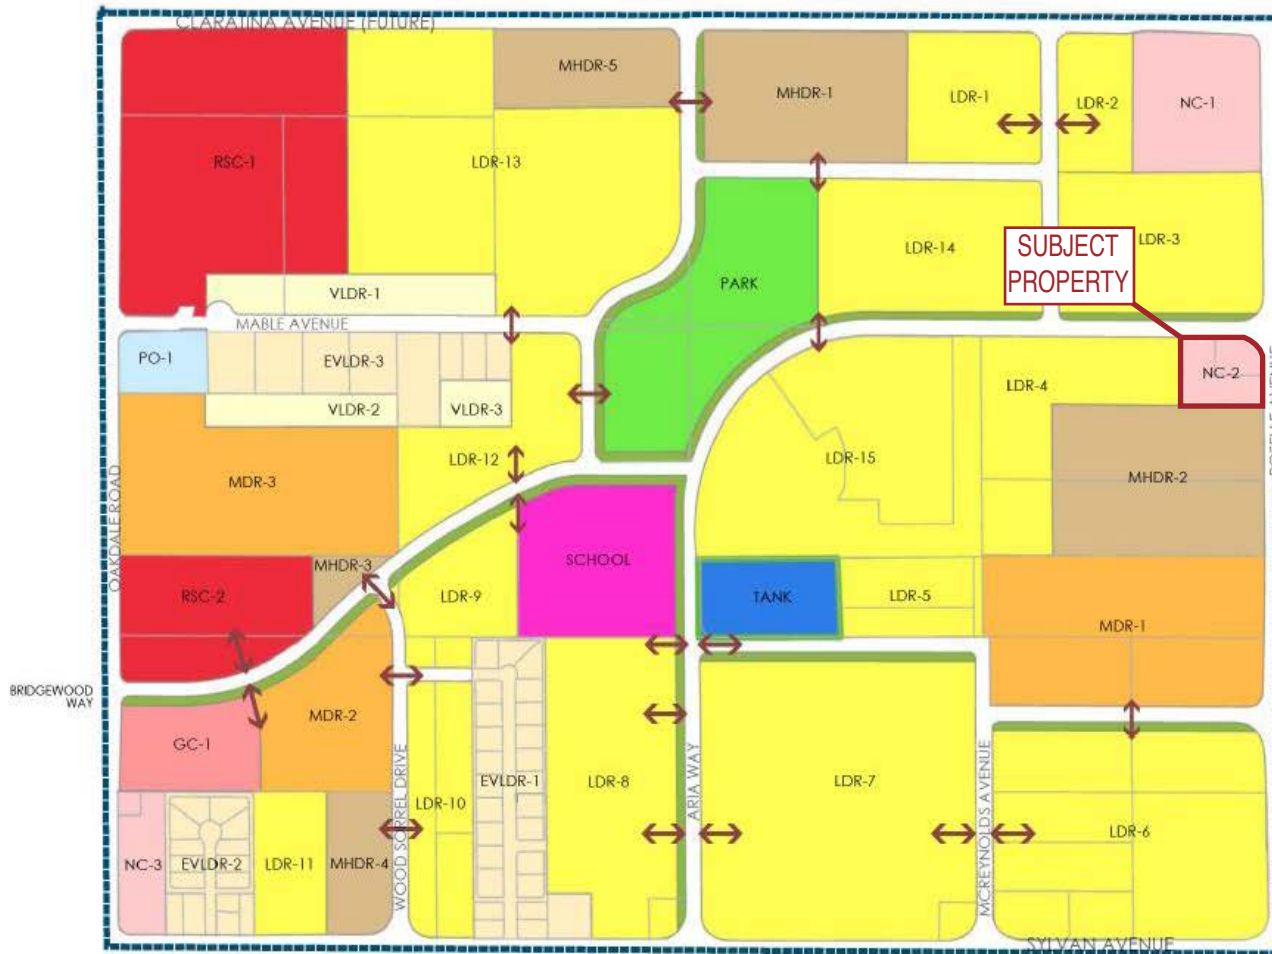 CLARATINA AVENUE (FUTURE)
MHDR-5
MHDR-1
LDR-1
LDR-2
NC-1
RSC-1
LDR-13
LDR-14
LDR-3
SUBJECT
PROPERTY
PARK
VLDR-1
MABLE AVENUE
PO-1
EVLDR-3
NC-2
LDR-4
VLDR-2
VLDR-3
LDR-12
LDR-15
MDR-3
MHDR-2
OAKDALE ROAD
MHDR-3
SCHOOL
RSC-2
LDR-9
TANK
LDR-5
MDR-1
BRIDGEWOOD
WAY
MDR-2
GC-1
WOOD SORREL DRIVE
LDR-10
EVLDR-1
LDR-8
ARIA WAY
LDR-7
MCREYNOLDS AVENUE
LDR-6
NC-3
EVLDR-2
LDR-11
MHDR-4
SYLVAN AVENUE